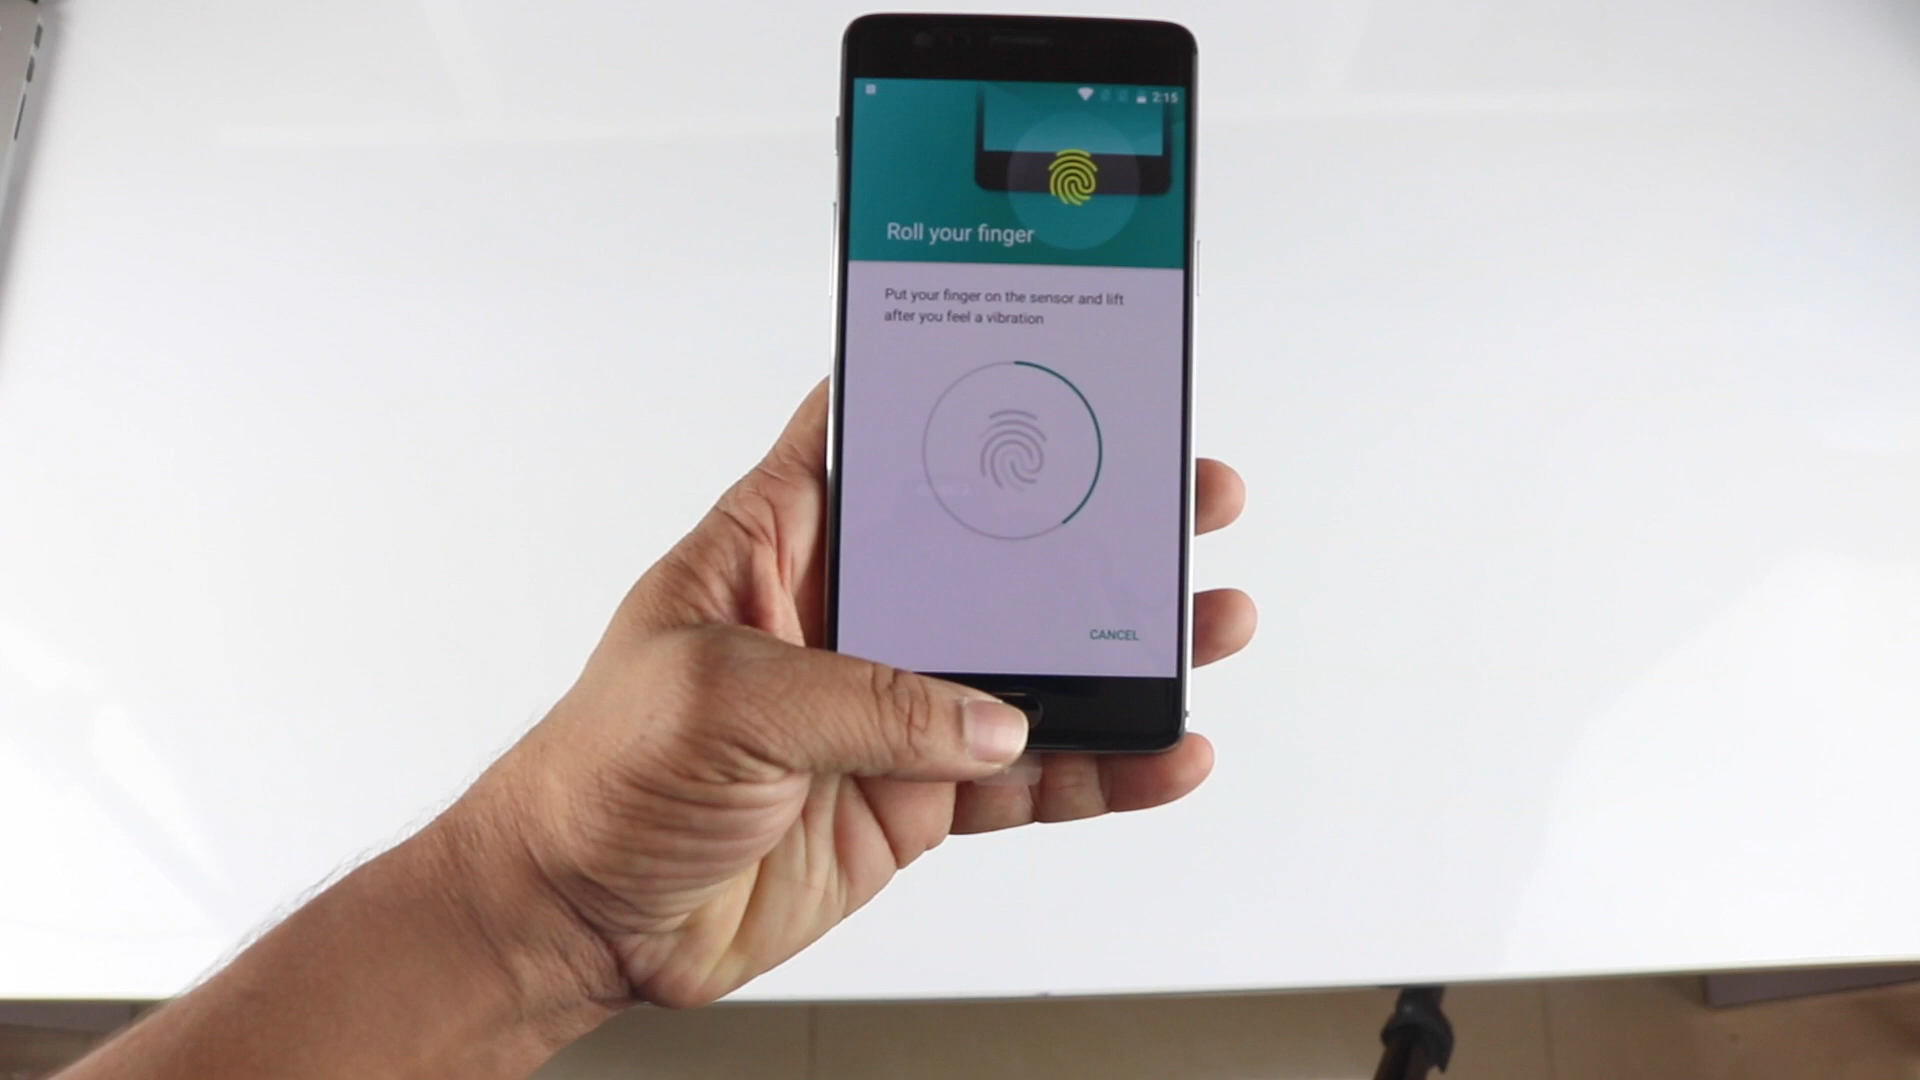 2:15
Roll your finger
Put your finger on the sensor and lift
after you feel a vibration
CANCEL